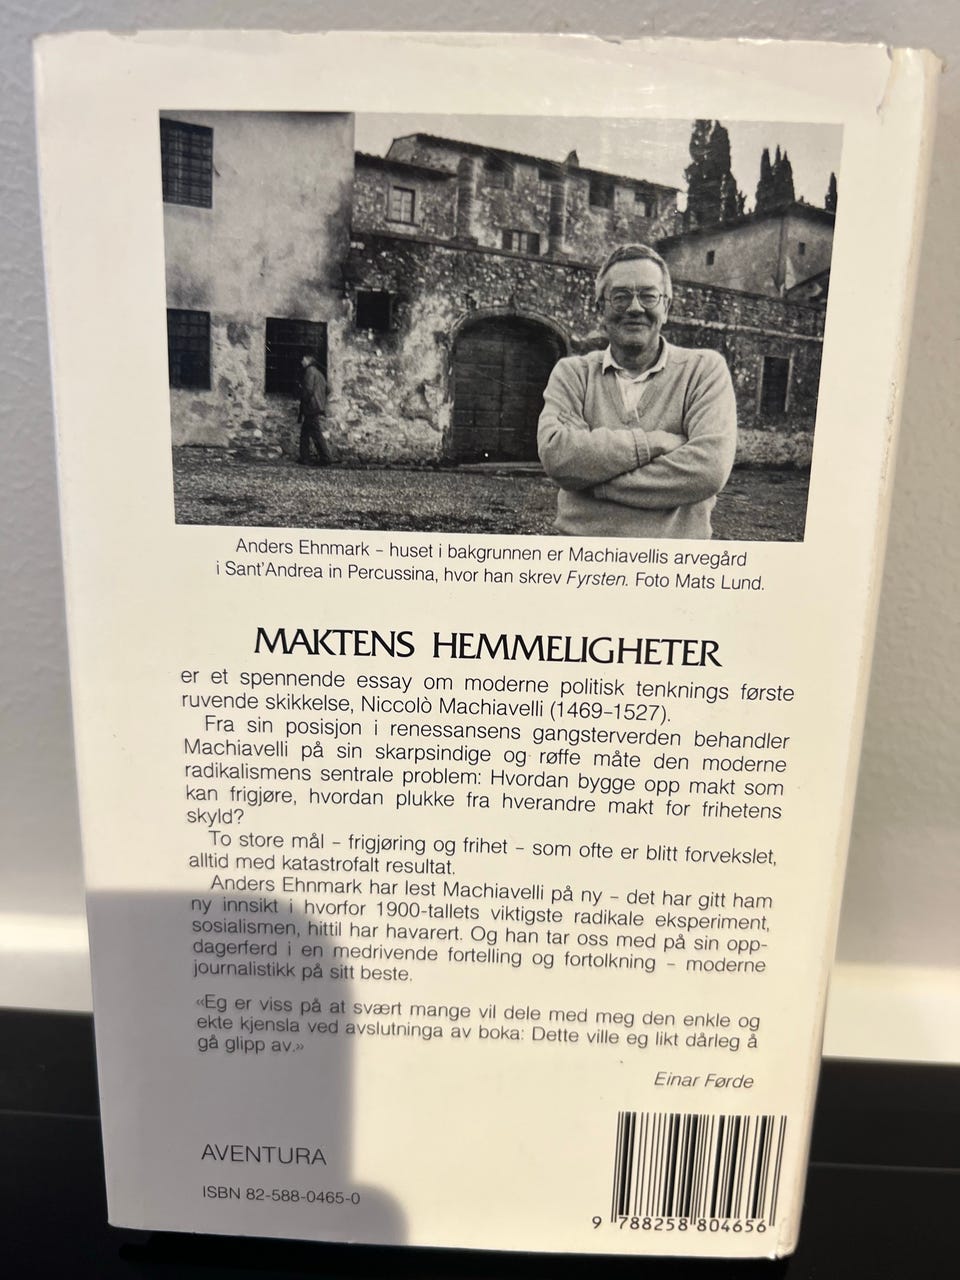 Anders Ehnmark – huset i bakgrunnen er Machiavellis arvegård
i Sant'Andrea in Percussina, hvor han skrev Fyrsten. Foto Mats Lund.
MAKTENS HEMMELIGHETER
er et spennende essay om moderne politisk tenknings første
ruvende skikkelse, Niccolò Machiavelli (1469–1527).
Fra sin posisjon i renessansens gangsterverden behandler
Machiavelli på sin skarpsindige og røffe måte den moderne
radikalismens sentrale problem: Hvordan bygge opp makt som
kan frigjøre, hvordan plukke fra hverandre makt for frihetens
skyld?
To store mål – frigjøring og frihet – som ofte er blitt forvekslet,
alltid med katastrofalt resultat.
Anders Ehnmark har lest Machiavelli på ny – det har gitt ham
ny innsikt i hvorfor 1900-tallets viktigste radikale eksperiment,
sosialismen, hittil har havarert. Og han tar oss med på sin opp-
dagerferd i en medrivende fortelling og fortolkning – moderne
journalistikk på sitt beste.
«Eg er viss på at svært mange vil dele med meg den enkle og
ekte kjensla ved avslutninga av boka: Dette ville eg likt dårleg å
gå glipp av.»
Einar Førde
AVENTURA
ISBN 82-588-0465-0
9 788258 804656